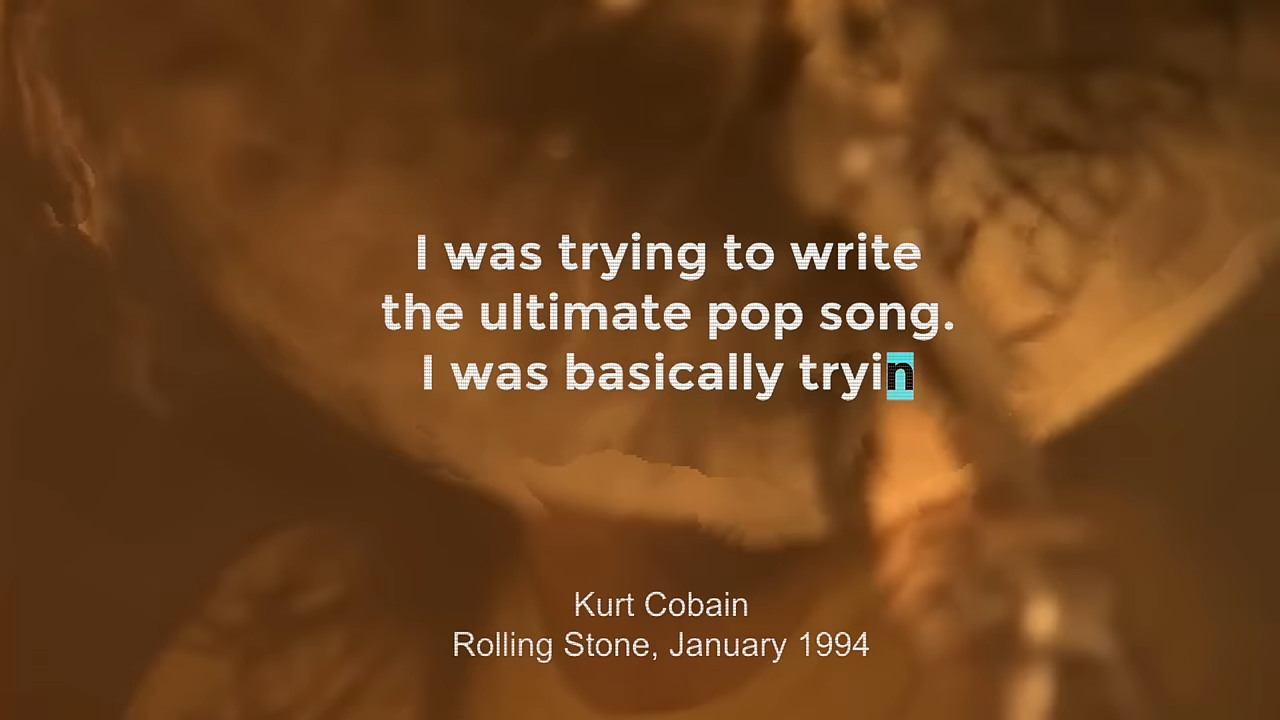 I was trying to write
the ultimate pop song.
I was basically tryin
Kurt Cobain
Rolling Stone, January 1994